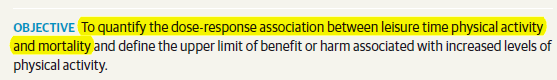 OBJECTIVE To quantify the dose-response association between leisure time physical activity
and mortality and define the upper limit of benefit or harm associated with increased levels of
physical activity.